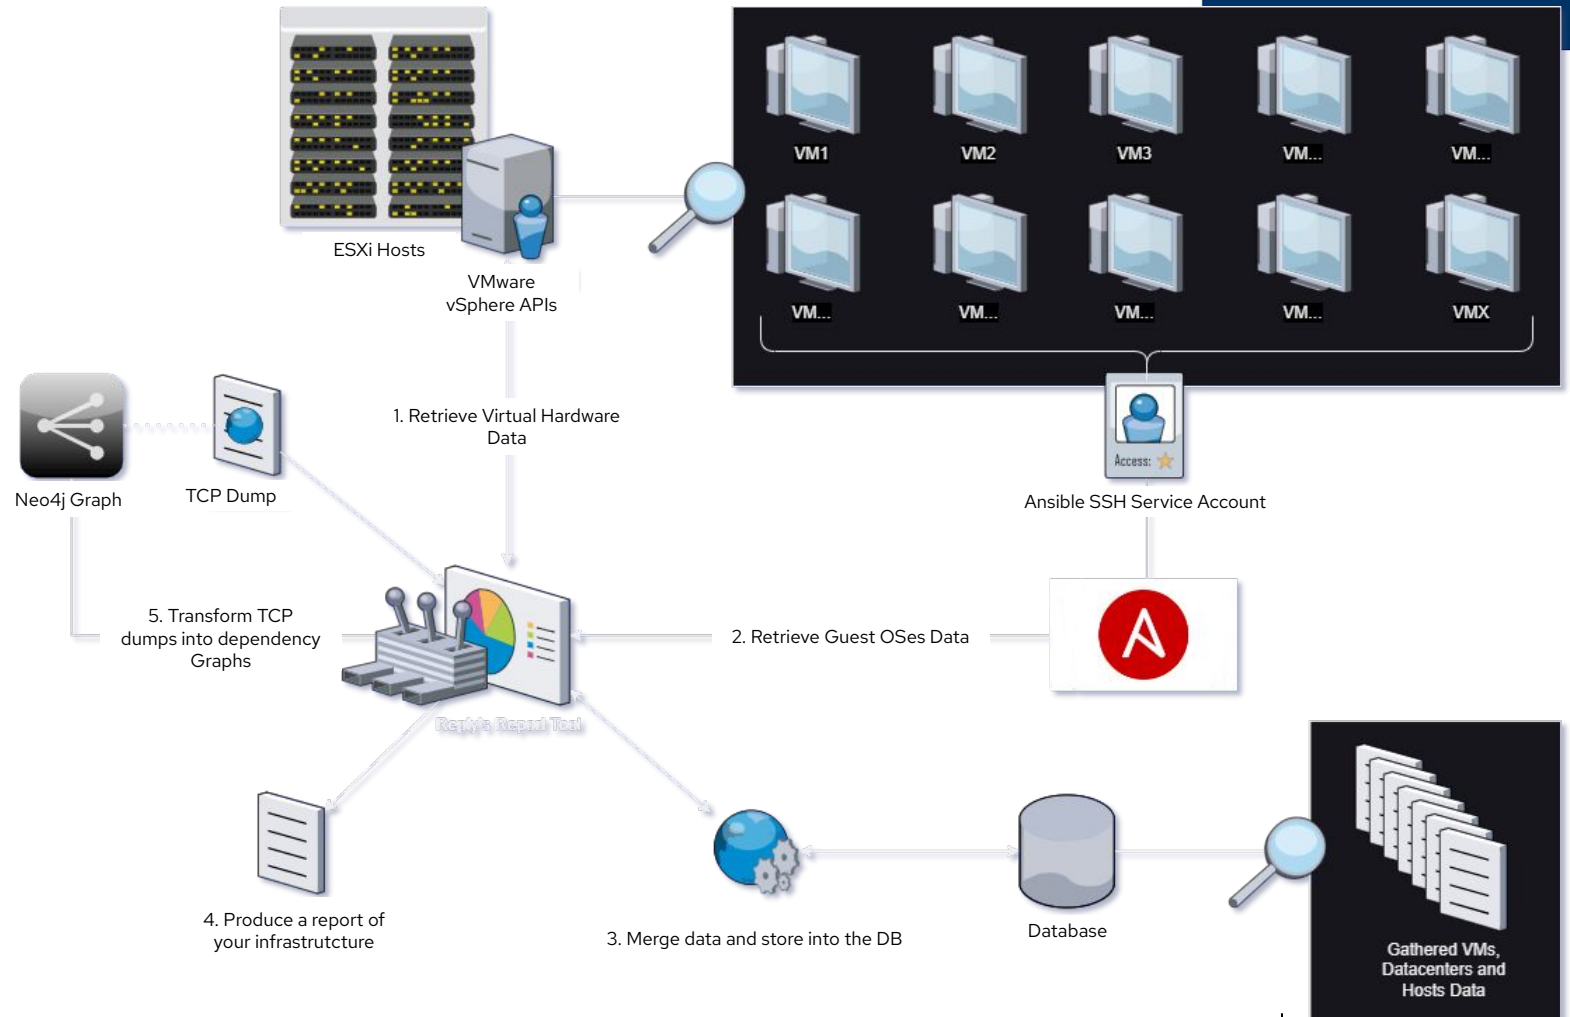 VM1
VM2
VM3
VM...
VM...
VM...
VM...
VM...
VM...
VMX
ESXi Hosts
VMware
vSphere APIs
1. Retrieve Virtual Hardware
Data
Access:
Ansible SSH Service Account
Neo4j Graph
TCP Dump
5. Transform TCP
dumps into dependency
Graphs
2. Retrieve Guest OSes Data
Reply's Report Tool
4. Produce a report of
your infrastrutcture
3. Merge data and store into the DB
Database
Gathered VMs,
Datacenters and
Hosts Data